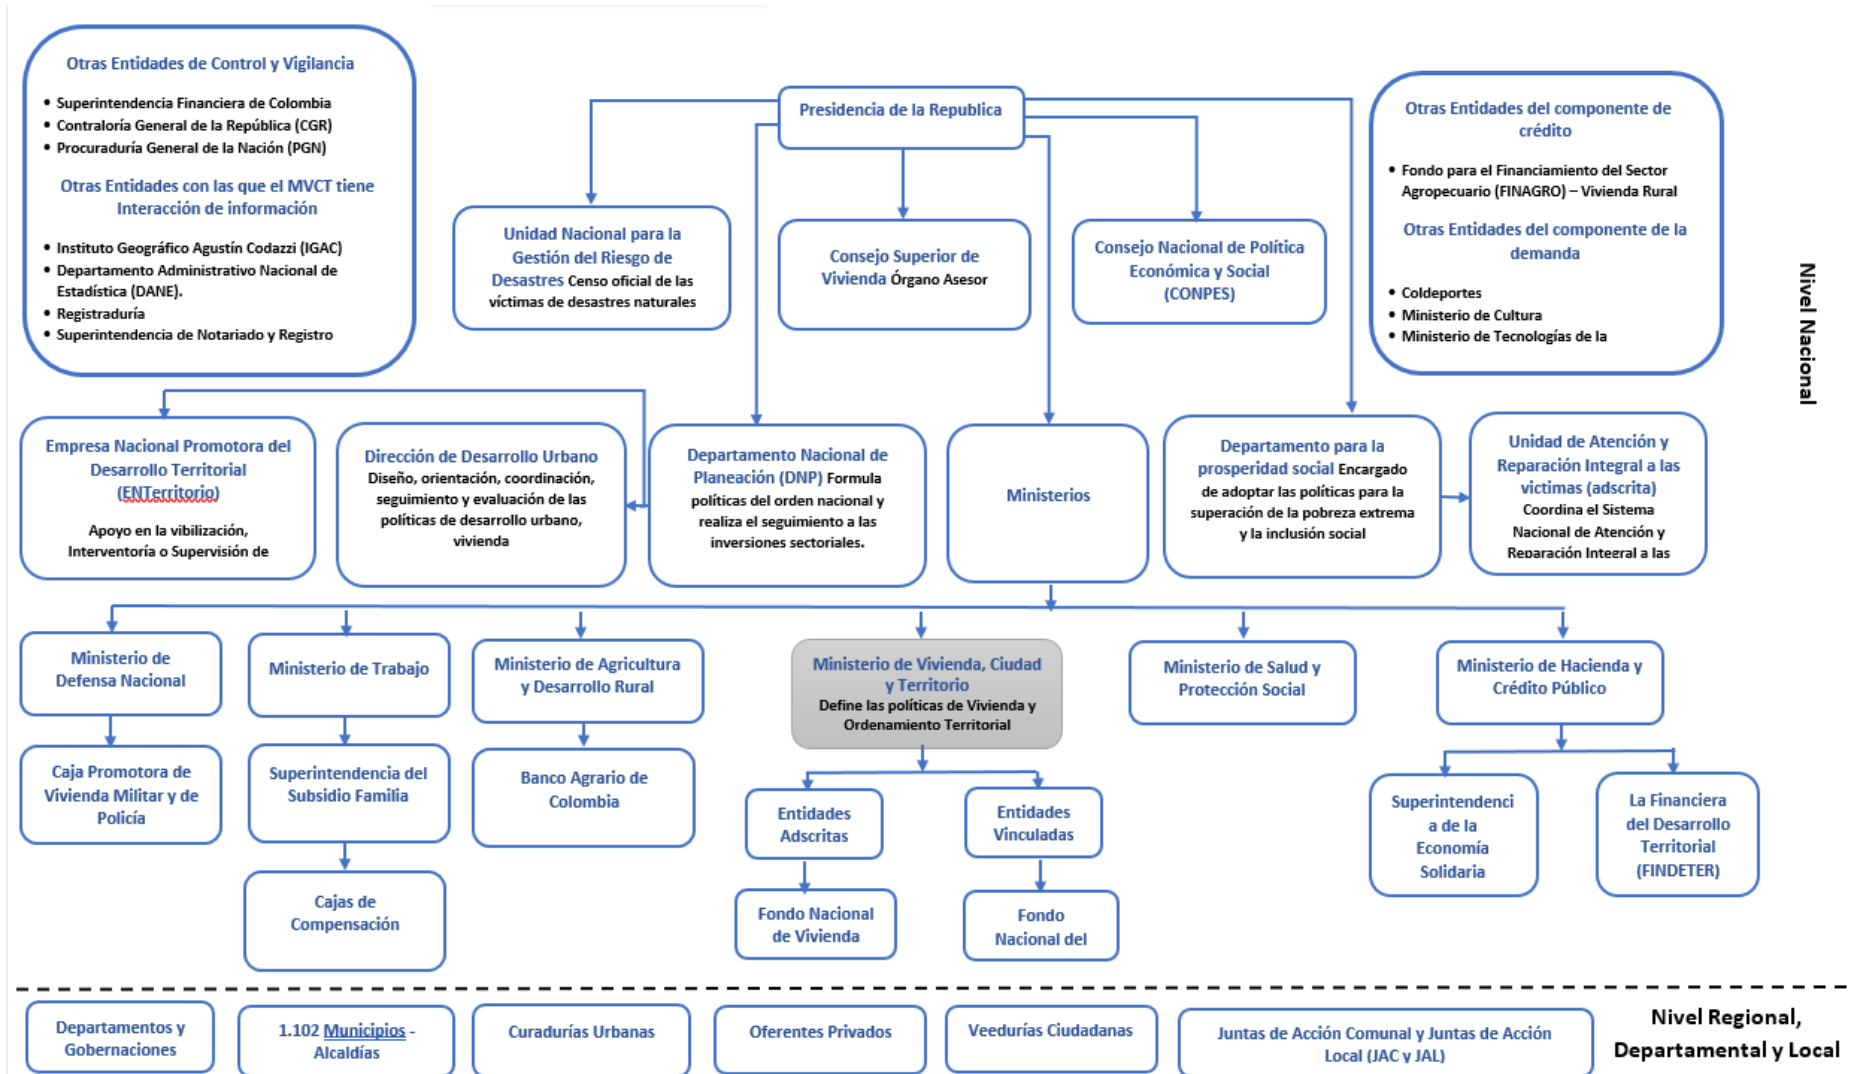 Otras Entidades de Control y Vigilancia
• Superintendencia Financiera de Colombia
• Contraloría General de la República (CGR)
• Procuraduría General de la Nación (PGN)
Otras Entidades con las que el MVCT tiene
Interacción de información
• Instituto Geográfico Agustín Codazzi (IGAC)
• Departamento Administrativo Nacional de
Estadística (DANE).
• Registraduría
• Superintendencia de Notariado y Registro
Presidencia de la Republica
Otras Entidades del componente de
crédito
• Fondo para el Financiamiento del Sector
Agropecuario (FINAGRO) – Vivienda Rural
Otras Entidades del componente de la
demanda
• Coldeportes
• Ministerio de Cultura
• Ministerio de Tecnologías de la
Unidad Nacional para la
Gestión del Riesgo de
Desastres Censo oficial de las
víctimas de desastres naturales
Consejo Superior de
Vivienda Órgano Asesor
Consejo Nacional de Política
Económica y Social
(CONPES)
Nivel Nacional
Empresa Nacional Promotora del
Desarrollo Territorial
(ENTerritorio)
Apoyo en la vibilización,
Interventoría o Supervisión de
Dirección de Desarrollo Urbano
Diseño, orientación, coordinación,
seguimiento y evaluación de las
políticas de desarrollo urbano,
vivienda
Departamento Nacional de
Planeación (DNP) Formula
políticas del orden nacional y
realiza el seguimiento a las
inversiones sectoriales.
Ministerios
Departamento para la
prosperidad social Encargado
de adoptar las políticas para la
superación de la pobreza extrema
y la inclusión social
Unidad de Atención y
Reparación Integral a las
victimas (adscrita)
Coordina el Sistema
Nacional de Atención y
Reparación Integral a las
Ministerio de
Defensa Nacional
Ministerio de Trabajo
Ministerio de Agricultura
y Desarrollo Rural
Ministerio de Vivienda, Ciudad
y Territorio
Define las políticas de Vivienda y
Ordenamiento Territorial
Ministerio de Salud y
Protección Social
Ministerio de Hacienda y
Crédito Público
Caja Promotora de
Vivienda Militar y de
Policía
Superintendencia del
Subsidio Familia
Banco Agrario de
Colombia
Entidades
Adscritas
Entidades
Vinculadas
Superintendenci
a de la
Economía
Solidaria
La Financiera
del Desarrollo
Territorial
(FINDETER)
Cajas de
Compensación
Fondo Nacional
de Vivienda
Fondo
Nacional del
Departamentos y
Gobernaciones
1.102 Municipios -
Alcaldías
Curadurías Urbanas
Oferentes Privados
Veedurías Ciudadanas
Juntas de Acción Comunal y Juntas de Acción
Local (JAC y JAL)
Nivel Regional,
Departamental y Local